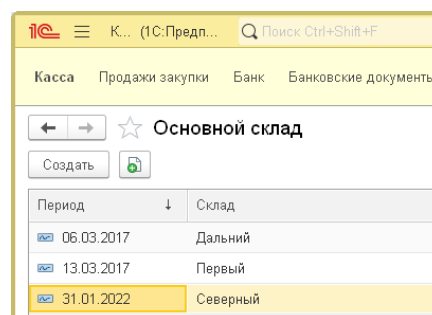 1С К... (1С:Предп... Поиск Ctrl+Shift+F
Касса Продажи закупки Банк Банковские документы
Основной склад
Создать
Период ↓ Склад
06.03.2017 Дальний
13.03.2017 Первый
31.01.2022 Северный